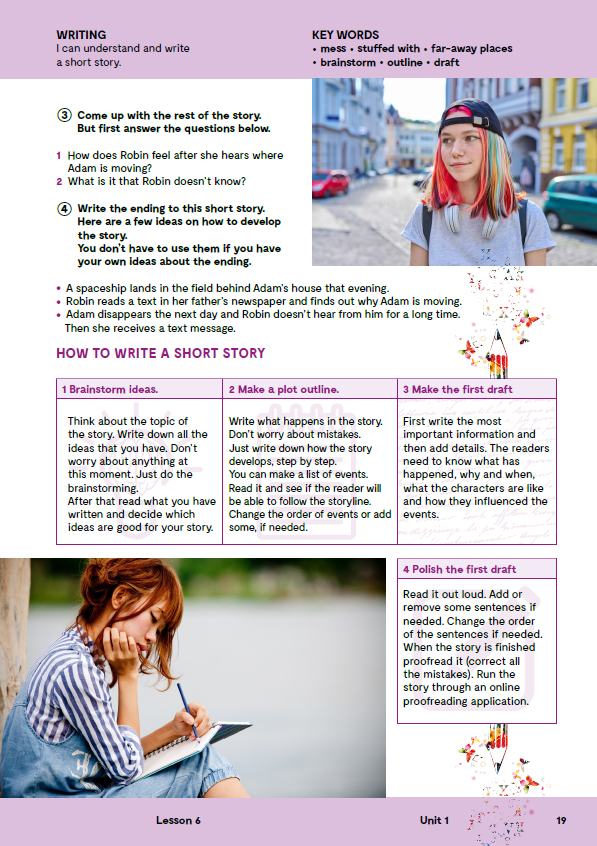 WRITING
I can understand and write
a short story.
KEY WORDS
• mess • stuffed with • far-away places
• brainstorm • outline • draft
3 Come up with the rest of the story.
But first answer the questions below.
1 How does Robin feel after she hears where
Adam is moving?
2 What is it that Robin doesn't know?
4 Write the ending to this short story.
Here are a few ideas on how to develop
the story.
You don't have to use them if you have
your own ideas about the ending.
• A spaceship lands in the field behind Adam's house that evening.
• Robin reads a text in her father's newspaper and finds out why Adam is moving.
• Adam disappears the next day and Robin doesn't hear from him for a long time.
Then she receives a text message.
HOW TO WRITE A SHORT STORY
1 Brainstorm ideas.
Think about the topic of
the story. Write down all the
ideas that you have. Don't
worry about anything at
this moment. Just do the
brainstorming.
After that read what you have
written and decide which
ideas are good for your story.
2 Make a plot outline.
Write what happens in the story.
Don't worry about mistakes.
Just write down how the story
develops, step by step.
You can make a list of events.
Read it and see if the reader will
be able to follow the storyline.
Change the order of events or add
some, if needed.
3 Make the first draft
First write the most
important information and
then add details. The readers
need to know what has
happened, why and when,
what the characters are like
and how they influenced the
events.
4 Polish the first draft
Read it out loud. Add or
remove some sentences if
needed. Change the order
of the sentences if needed.
When the story is finished
proofread it (correct all
the mistakes). Run the
story through an online
proofreading application.
Lesson 6
Unit 1
19